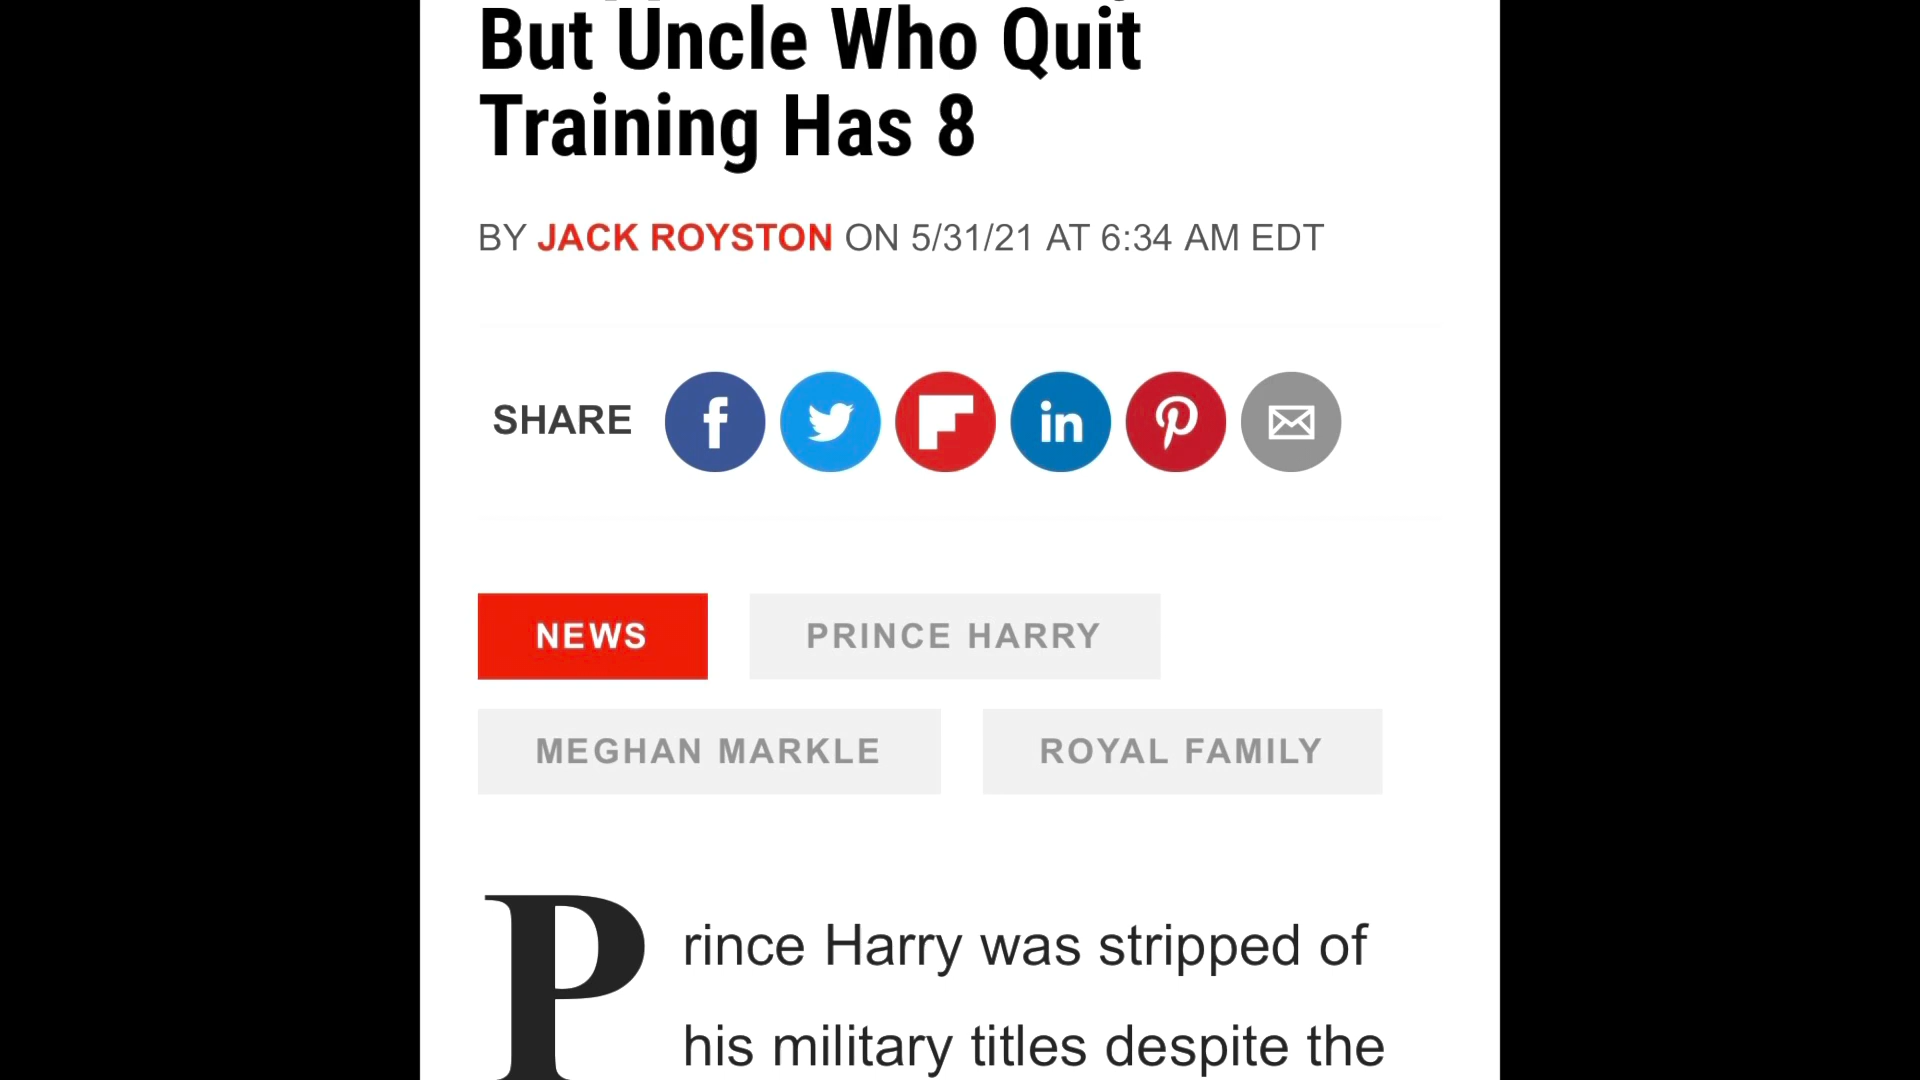 But Uncle Who Quit
Training Has 8
BY JACK ROYSTON ON 5/31/21 AT 6:34 AM EDT
SHARE
NEWS PRINCE HARRY
MEGHAN MARKLE ROYAL FAMILY
Prince Harry was stripped of
his military titles despite the